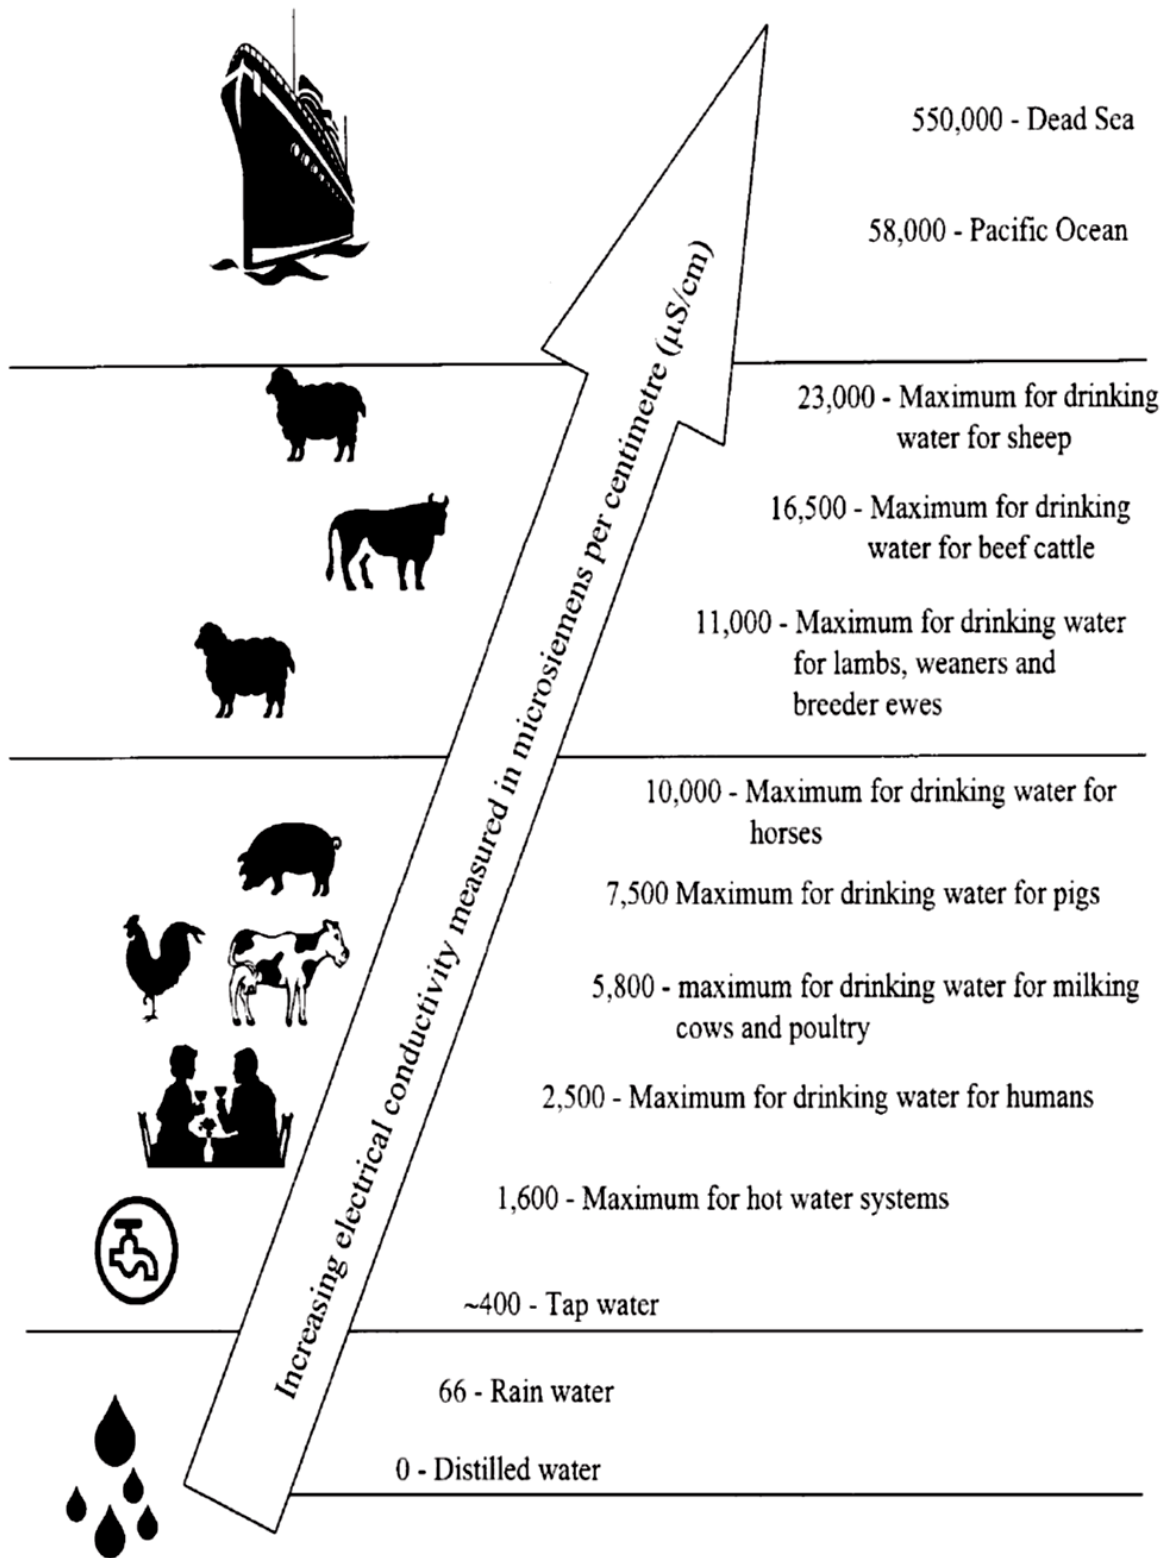 550,000 - Dead Sea
58,000 - Pacific Ocean
Increasing electrical conductivity measured in microsiemens per centimetre (µS/cm)
23,000 - Maximum for drinking
water for sheep
16,500 - Maximum for drinking
water for beef cattle
11,000 - Maximum for drinking water
for lambs, weaners and
breeder ewes
10,000 - Maximum for drinking water for
horses
7,500 Maximum for drinking water for pigs
5,800 - maximum for drinking water for milking
cows and poultry
2,500 - Maximum for drinking water for humans
1,600 - Maximum for hot water systems
~400 - Tap water
66 - Rain water
0 - Distilled water